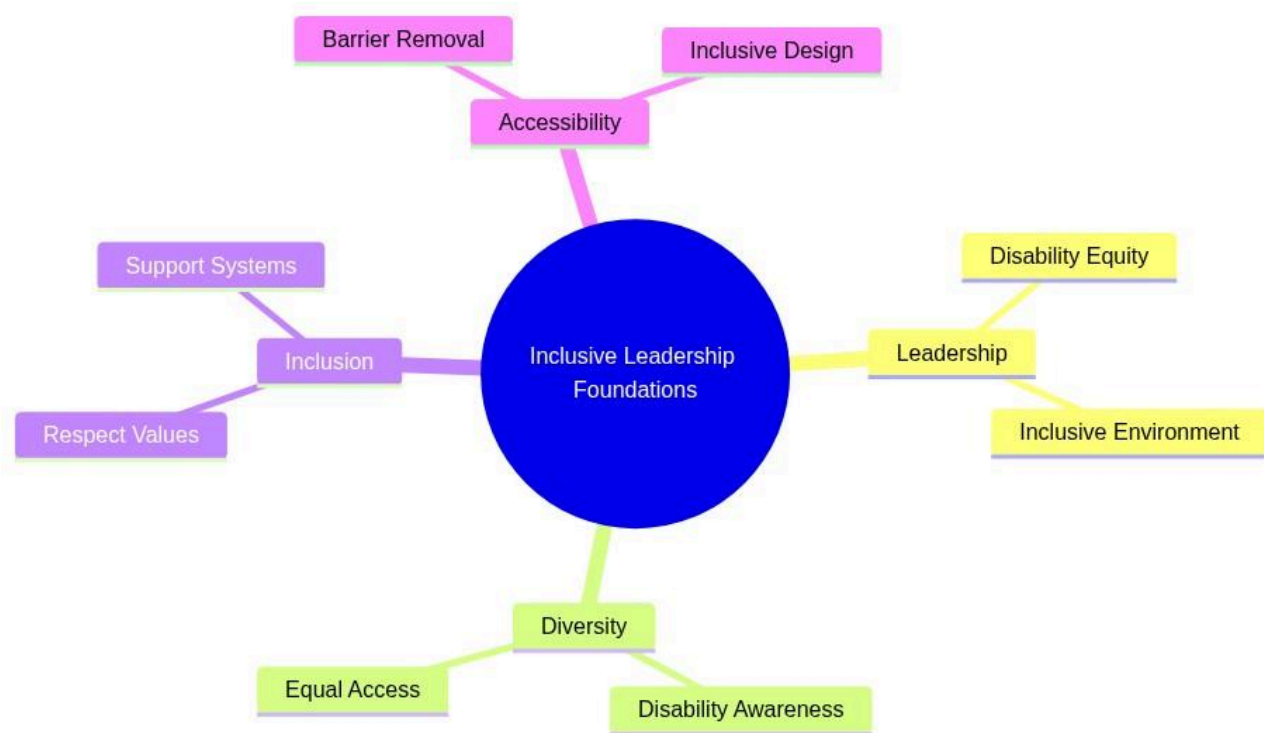 Barrier Removal
Inclusive Design
Accessibility
Support Systems
Disability Equity
Inclusion
Leadership
Inclusive Leadership
Foundations
Respect Values
Inclusive Environment
Diversity
Equal Access
Disability Awareness